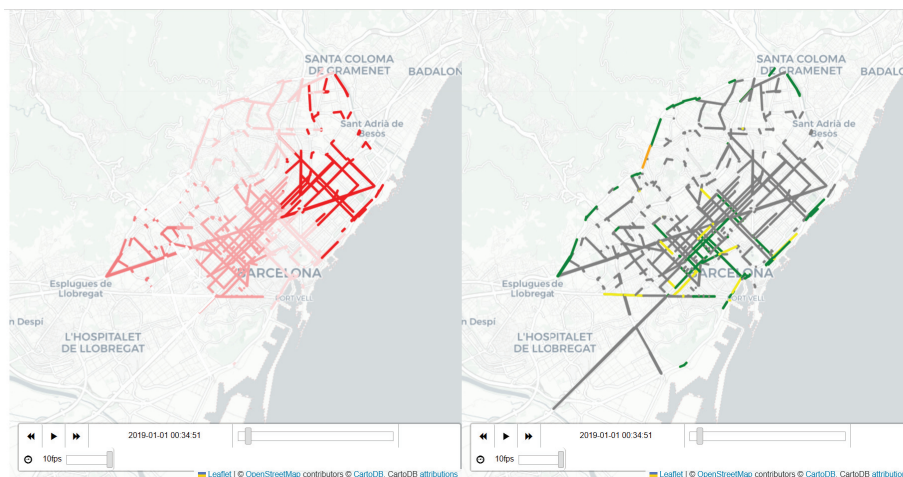 SANTA COLOMA
DE GRAMENET
BADALON
Sant Adrià de
Besòs
BARCELONA
Esplugues de
Llobregat
PORT VELL
n Despí
L'HOSPITALET
DE LLOBREGAT
2019-01-01 00:34:51
10fps
Leaflet | © OpenStreetMap contributors © CartoDB, CartoDB attributions
SANTA COLOMA
DE GRAMENET
BADALO
Sant Adrià de
Besòs
BARCELONA
Esplugues de
Llobregat
PORT VELL
n Despí
L'HOSPITALET
DE LLOBREGAT
2019-01-01 00:34:51
10fps
Leaflet | © OpenStreetMap contributors © CartoDB, CartoDB attributions